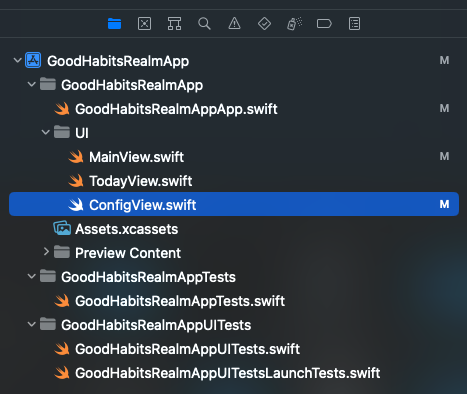 GoodHabitsRealmApp M
GoodHabitsRealmApp
GoodHabitsRealmAppApp.swift M
UI
MainView.swift M
TodayView.swift
ConfigView.swift M
Assets.xcassets
Preview Content
GoodHabitsRealmAppTests
GoodHabitsRealmAppTests.swift
GoodHabitsRealmAppUITests
GoodHabitsRealmAppUITests.swift
GoodHabitsRealmAppUITestsLaunchTests.swift